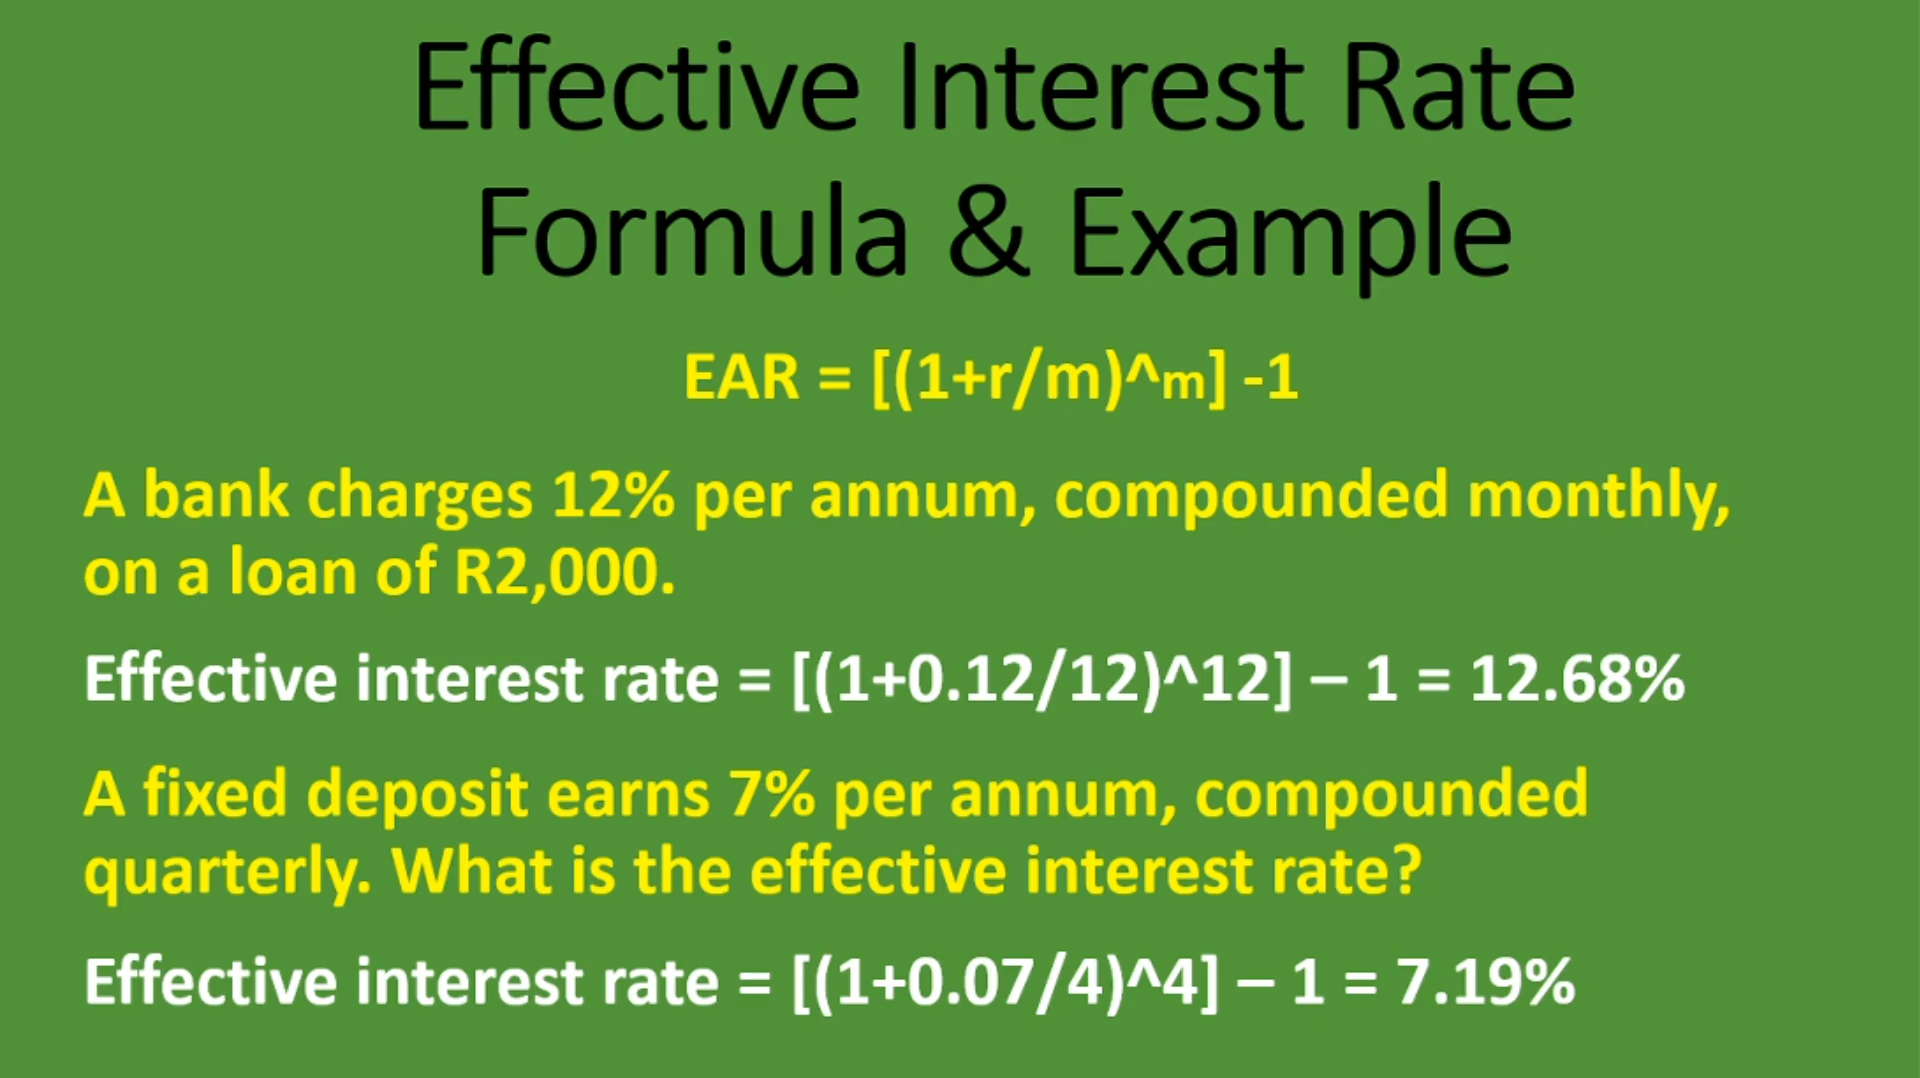 Effective Interest Rate
Formula & Example
EAR = [(1+r/m)^m] -1
A bank charges 12% per annum, compounded monthly,
on a loan of R2,000.
Effective interest rate = [(1+0.12/12)^12] – 1 = 12.68%
A fixed deposit earns 7% per annum, compounded
quarterly. What is the effective interest rate?
Effective interest rate = [(1+0.07/4)^4] – 1 = 7.19%